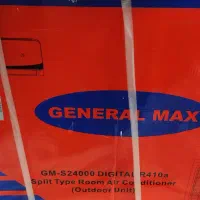 GENERAL MAX
GM-S24000 DIGITAL R410a
Split Type Room Air Conditioner
(Outdoor Unit)